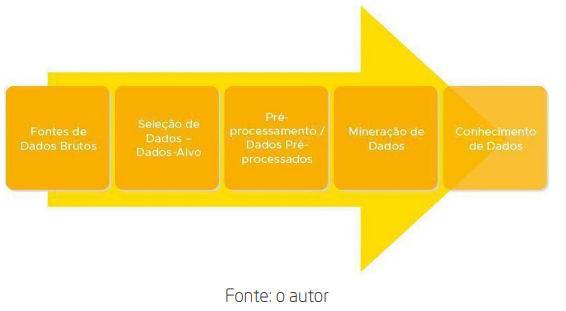 Fontes de
Dados Brutos
Seleção de
Dados –
Dados-Alvo
Pré-
processamento /
Dados Pré-
processados
Mineração de
Dados
Conhecimento
de Dados
Fonte: o autor